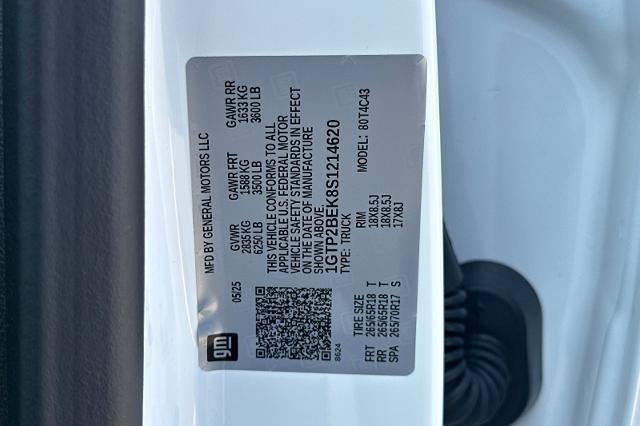 gm
MFD BY GENERAL MOTORS LLC
05/25
GVWR GAWR FRT GAWR RR
2835 KG 1588 KG 1633 KG
6250 LB 3500 LB 3600 LB
THIS VEHICLE CONFORMS TO ALL
APPLICABLE U.S. FEDERAL MOTOR
VEHICLE SAFETY STANDARDS IN EFFECT
ON THE DATE OF MANUFACTURE
SHOWN ABOVE.
1GTP2BEK8S1214620
TYPE: TRUCK MODEL: 80T4C43
8624
TIRE SIZE RIM
FRT 265/65R18 T 18X8.5J
RR 265/65R18 T 18X8.5J
SPA 265/70R17 S 17X8J